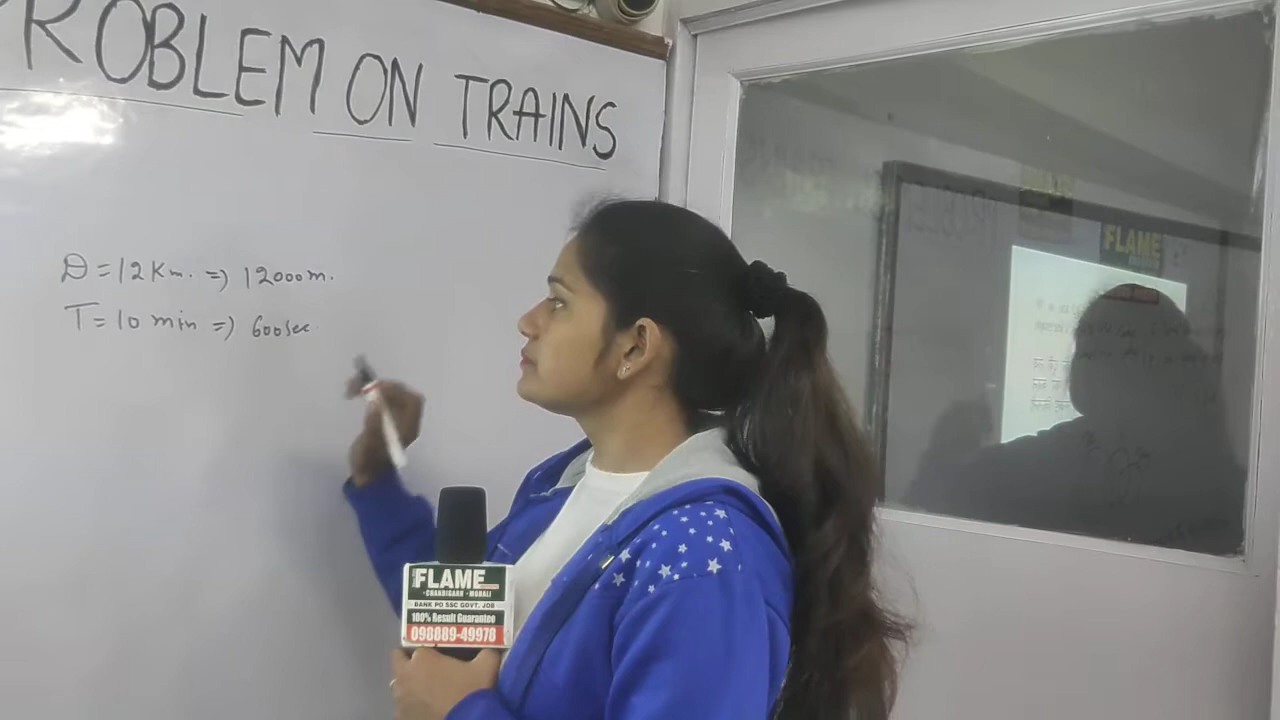 PROBLEM ON TRAINS
D = 12 Km. => 12000 m.
T = 10 min => 600 sec
FLAME
FLAME
CHANDIGARH - MOHALI
BANK PO SSC GOVT. JOB
100% Result Guarantee
098889-49978